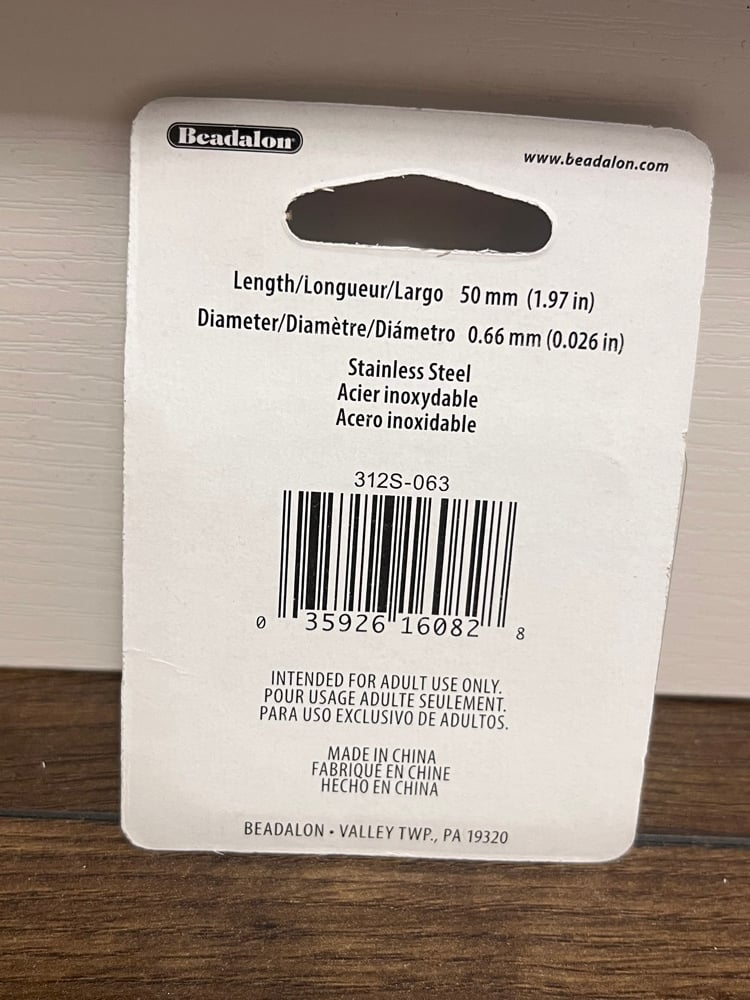 Beadalon
www.beadalon.com
Length/Longueur/Largo 50 mm (1.97 in)
Diameter/Diamètre/Diámetro 0.66 mm (0.026 in)
Stainless Steel
Acier inoxydable
Acero inoxidable
312S-063
0 35926 16082 8
INTENDED FOR ADULT USE ONLY.
POUR USAGE ADULTE SEULEMENT.
PARA USO EXCLUSIVO DE ADULTOS.
MADE IN CHINA
FABRIQUÉ EN CHINE
HECHO EN CHINA
BEADALON • VALLEY TWP., PA 19320